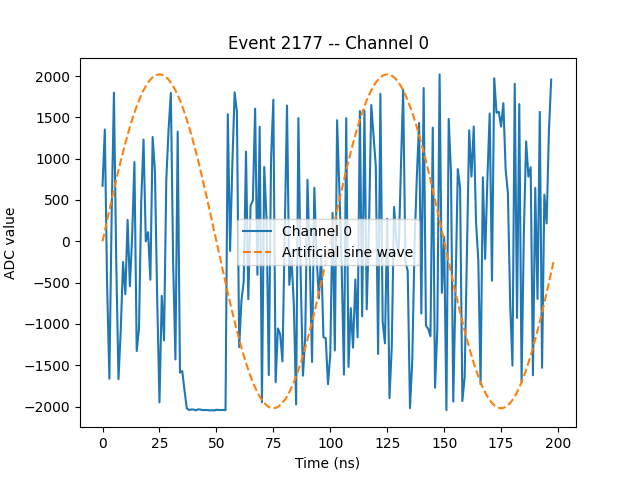 Event 2177 -- Channel 0
ADC value
2000
1500
1000
500
0
−500
−1000
−1500
−2000
Channel 0
Artificial sine wave
0 25 50 75 100 125 150 175 200
Time (ns)